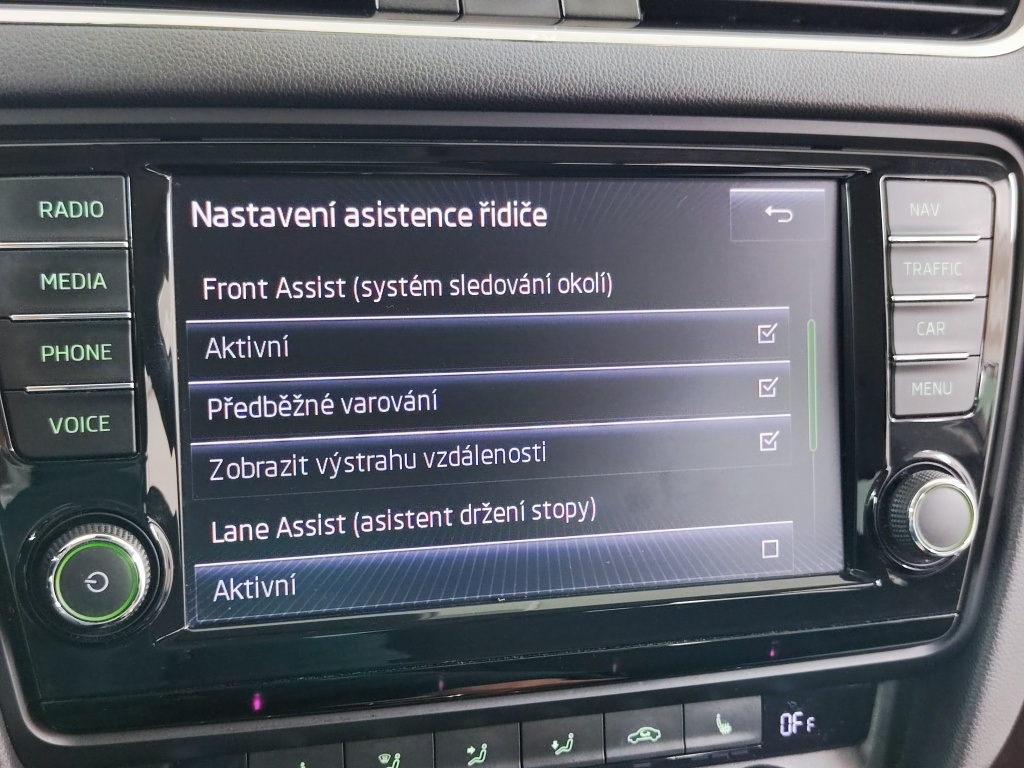 RADIO
MEDIA
PHONE
VOICE
Nastavení asistence řidiče
Front Assist (systém sledování okolí)
Aktivní
Předběžné varování
Zobrazit výstrahu vzdálenosti
Lane Assist (asistent držení stopy)
Aktivní
NAV
TRAFFIC
CAR
MENU
OFF